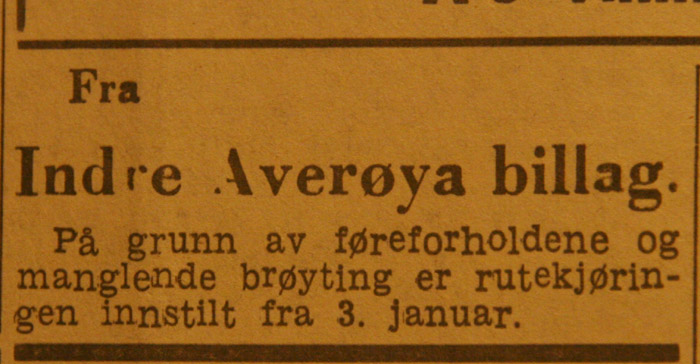 Fra
Indre Averøya billag.
På grunn av føreforholdene og
manglende brøyting er rutekjørin-
gen innstilt fra 3. januar.